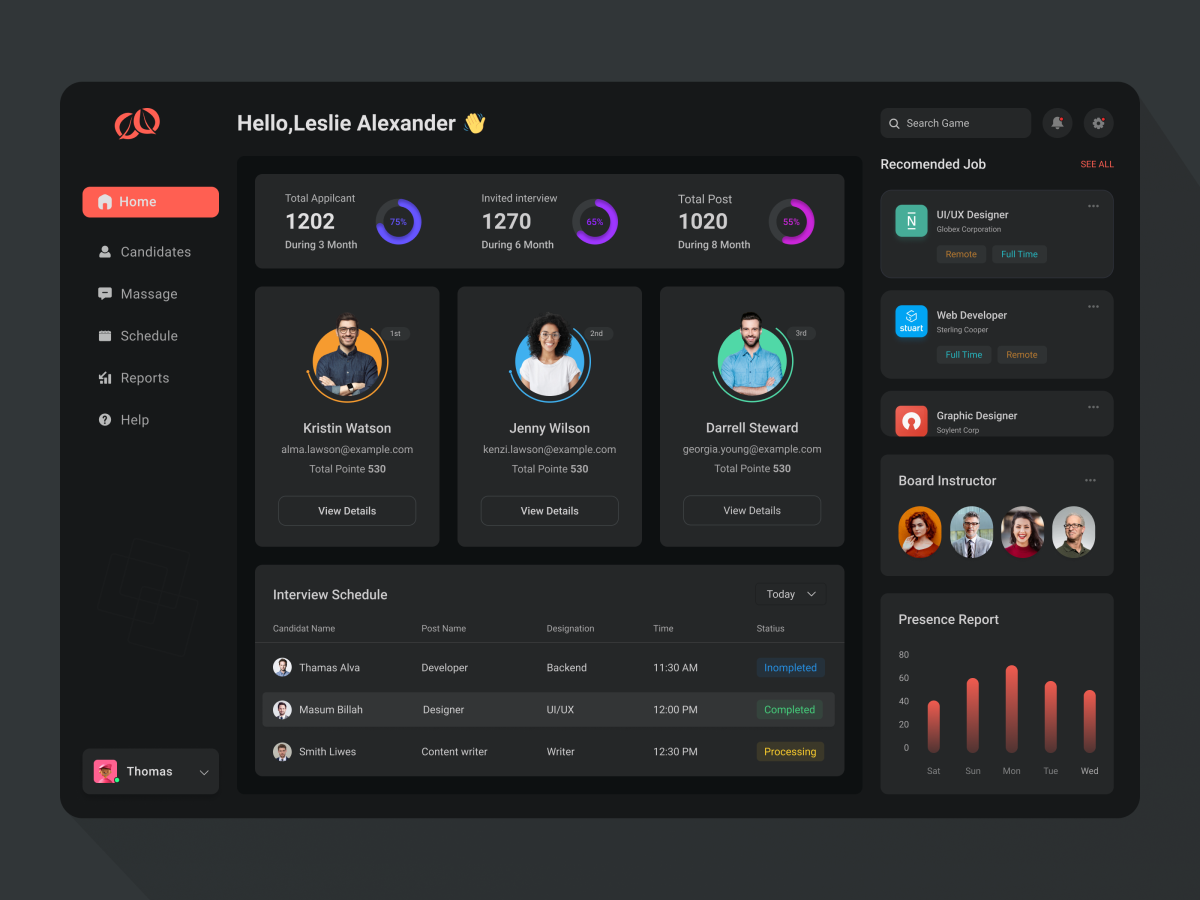 Hello,Leslie Alexander 👋
Search Game
Home
Candidates
Massage
Schedule
Reports
Help
Thomas
Total Appilcant
1202
During 3 Month
75%
Invited interview
1270
During 6 Month
65%
Total Post
1020
During 8 Month
55%
1st
Kristin Watson
alma.lawson@example.com
Total Pointe 530
View Details
2nd
Jenny Wilson
kenzi.lawson@example.com
Total Pointe 530
View Details
3rd
Darrell Steward
georgia.young@example.com
Total Pointe 530
View Details
Interview Schedule
Today
Candidat Name Post Name Designation Time Statius
Thamas Alva Developer Backend 11:30 AM Inompleted
Masum Billah Designer UI/UX 12:00 PM Completed
Smith Liwes Content writer Writer 12:30 PM Processing
Recomended Job
SEE ALL
N
UI/UX Designer
Globex Corporation
Remote Full Time
stuart
Web Developer
Sterling Cooper
Full Time Remote
Graphic Designer
Soylent Corp
Board Instructor
Presence Report
80
60
40
20
0
Sat Sun Mon Tue Wed